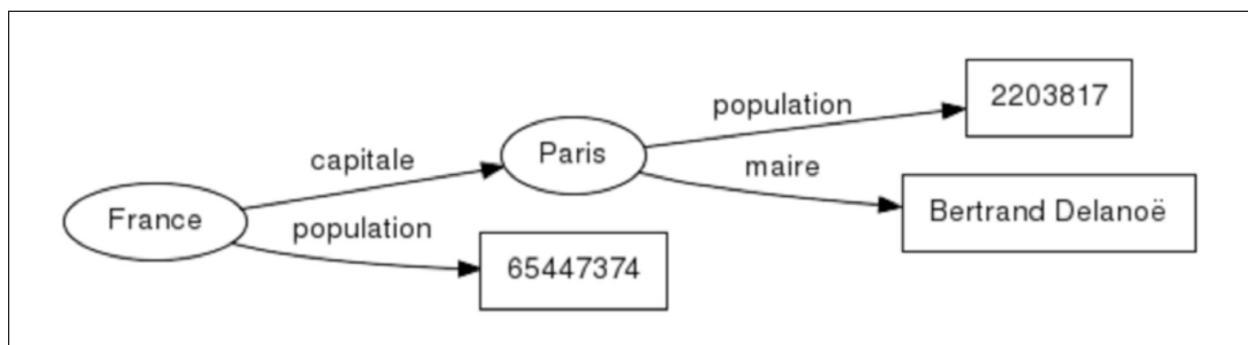 population
2203817
capitale
Paris
maire
France
population
Bertrand Delanoë
65447374